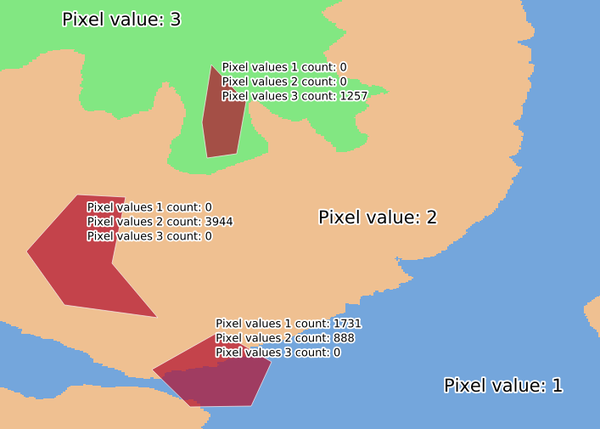 Pixel value: 3
Pixel values 1 count: 0
Pixel values 2 count: 0
Pixel values 3 count: 1257
Pixel values 1 count: 0
Pixel values 2 count: 3944
Pixel values 3 count: 0
Pixel value: 2
Pixel values 1 count: 1731
Pixel values 2 count: 888
Pixel values 3 count: 0
Pixel value: 1